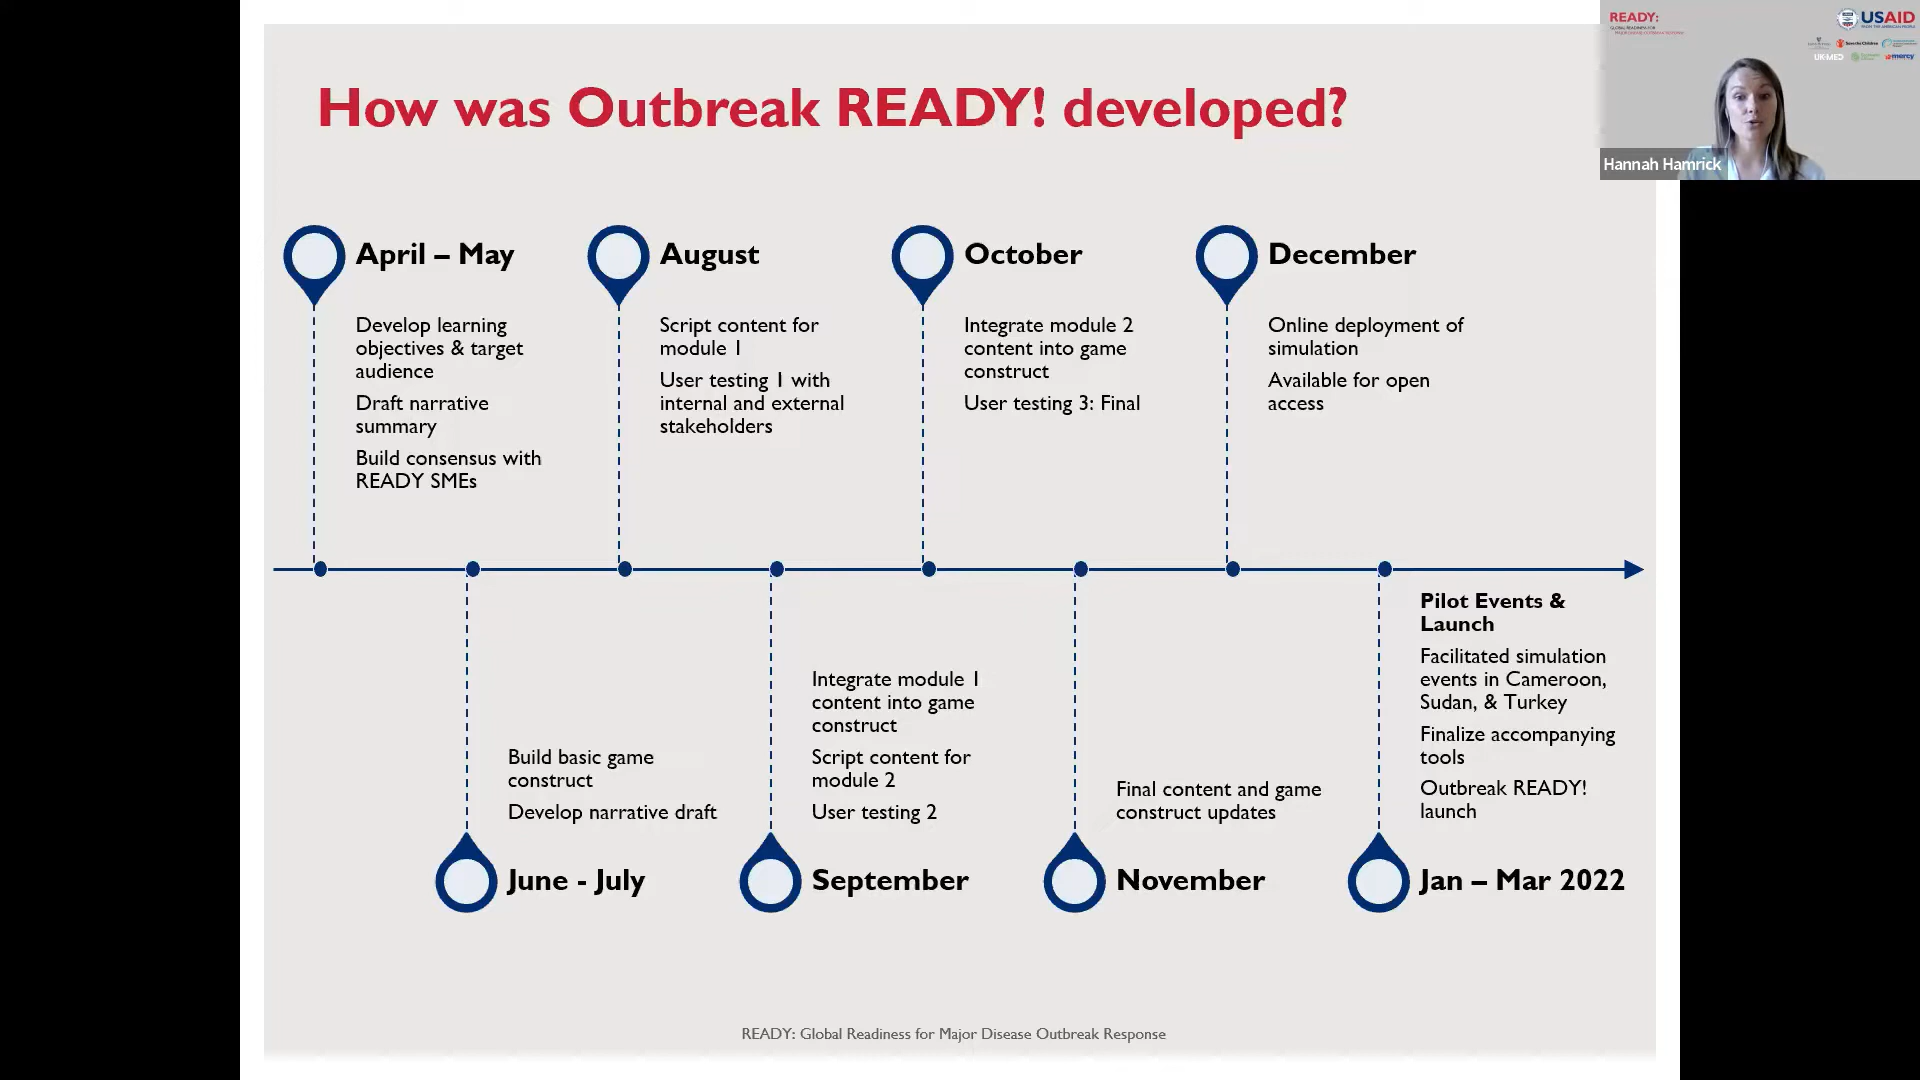 How was Outbreak READY! developed?
READY:
USAID
Save the Children
UK-MED
mercy
Hannah Hamrick
April – May
Develop learning
objectives & target
audience
Draft narrative
summary
Build consensus with
READY SMEs
August
Script content for
module 1
User testing 1 with
internal and external
stakeholders
October
Integrate module 2
content into game
construct
User testing 3: Final
December
Online deployment of
simulation
Available for open
access
Build basic game
construct
Develop narrative draft
June - July
Integrate module 1
content into game
construct
Script content for
module 2
User testing 2
September
Final content and game
construct updates
November
Pilot Events &
Launch
Facilitated simulation
events in Cameroon,
Sudan, & Turkey
Finalize accompanying
tools
Outbreak READY!
launch
Jan – Mar 2022
READY: Global Readiness for Major Disease Outbreak Response